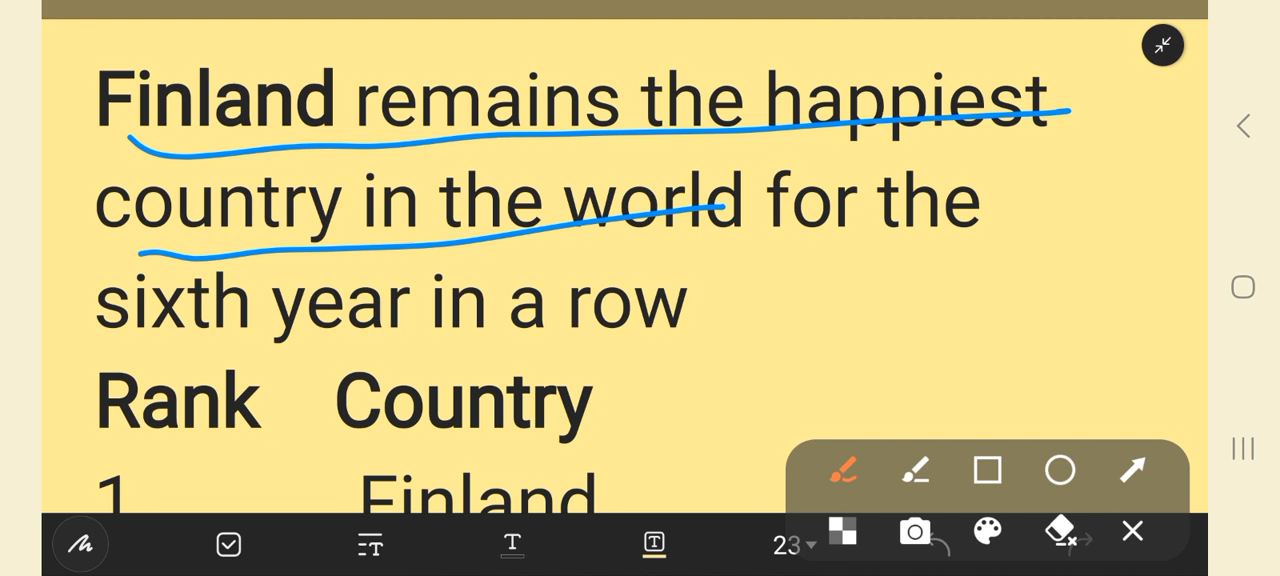 Finland remains the happiest
country in the world for the
sixth year in a row
Rank Country
1 Finland
23